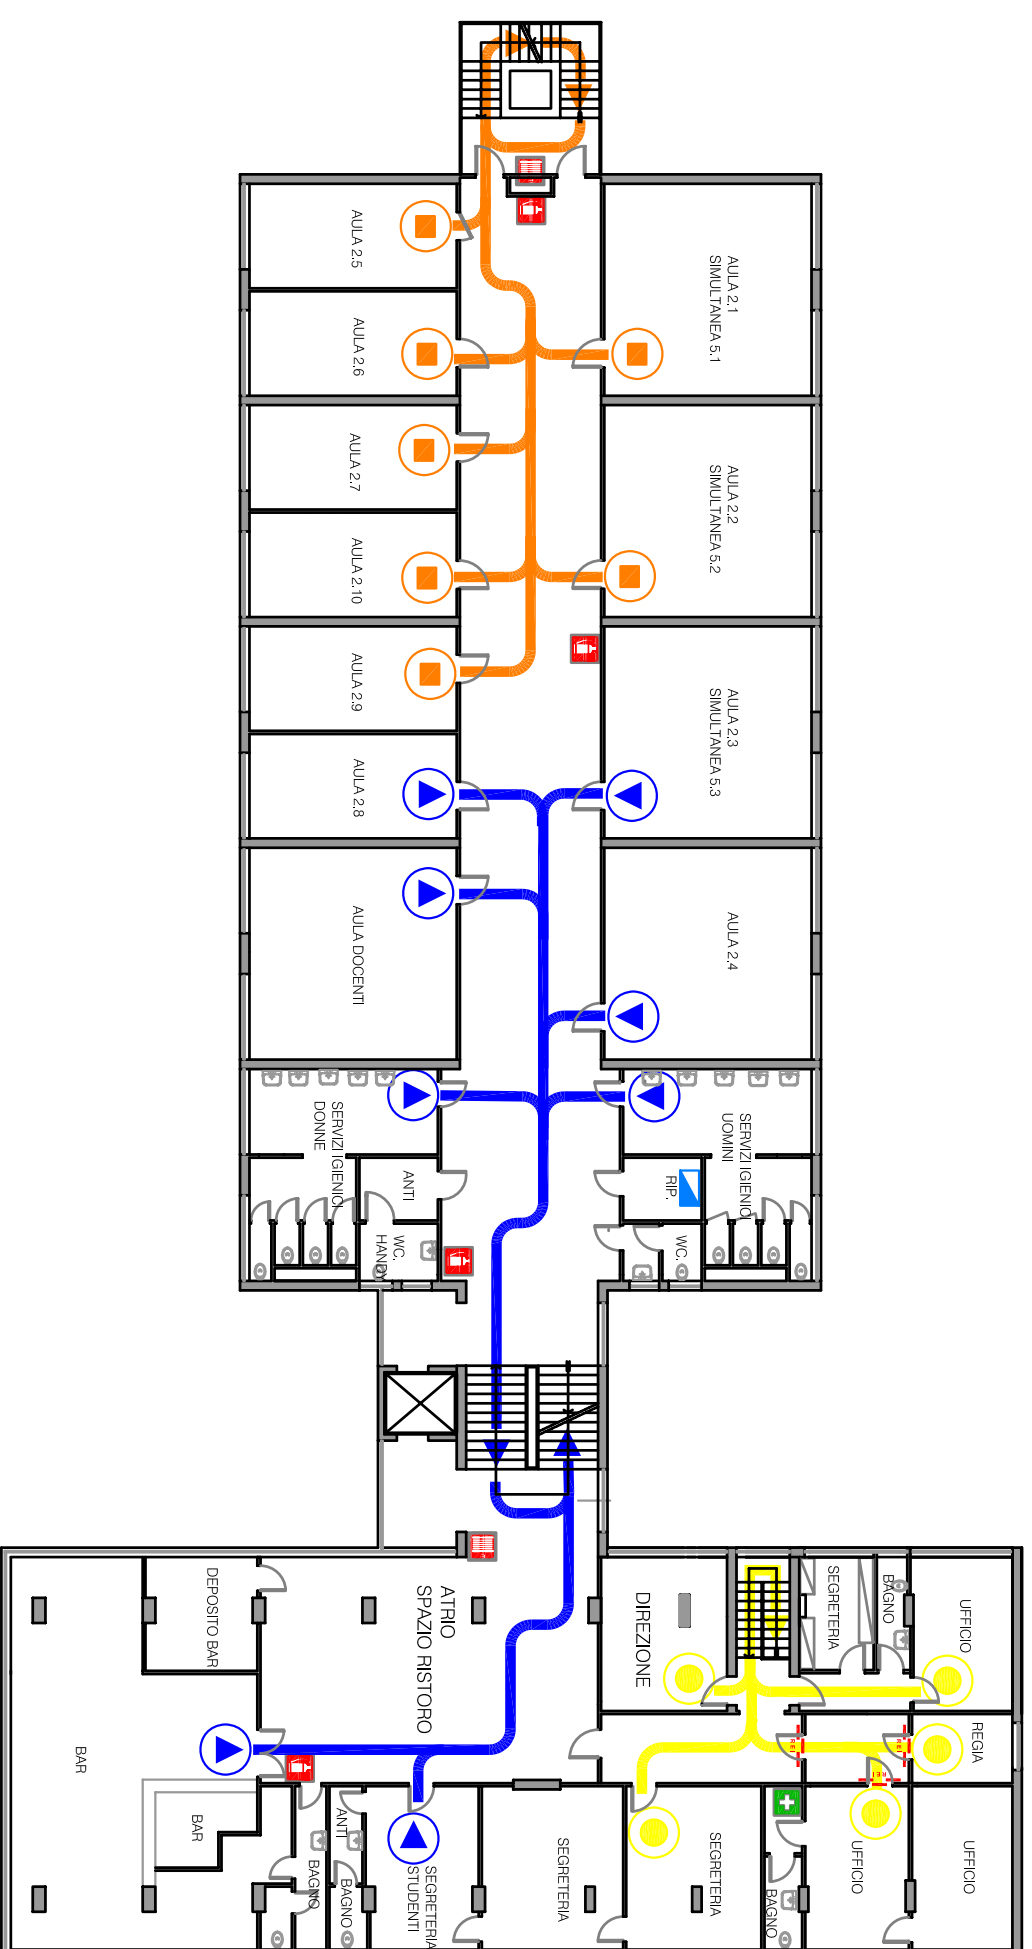 AULA 2.5
AULA 2.1
SIMULTANEA 5.1
AULA 2.6
AULA 2.7
AULA 2.2
SIMULTANEA 5.2
AULA 2.10
AULA 2.9
AULA 2.3
SIMULTANEA 5.3
AULA 2.8
AULA DOCENTI
AULA 2.4
SERVIZI IGIENICI
DONNE
SERVIZI IGIENICI
UOMINI
ANTI
RIP.
WC.
HANDY
WC.
DEPOSITO BAR
ATRIO
SPAZIO RISTORO
DIREZIONE
SEGRETERIA
BAGNO
UFFICIO
BAR
REGIA
REI
REI
REI
BAR
ANTI
BAGNO
BAGNO
SEGRETERIA
STUDENTI
SEGRETERIA
SEGRETERIA
BAGNO
UFFICIO
UFFICIO